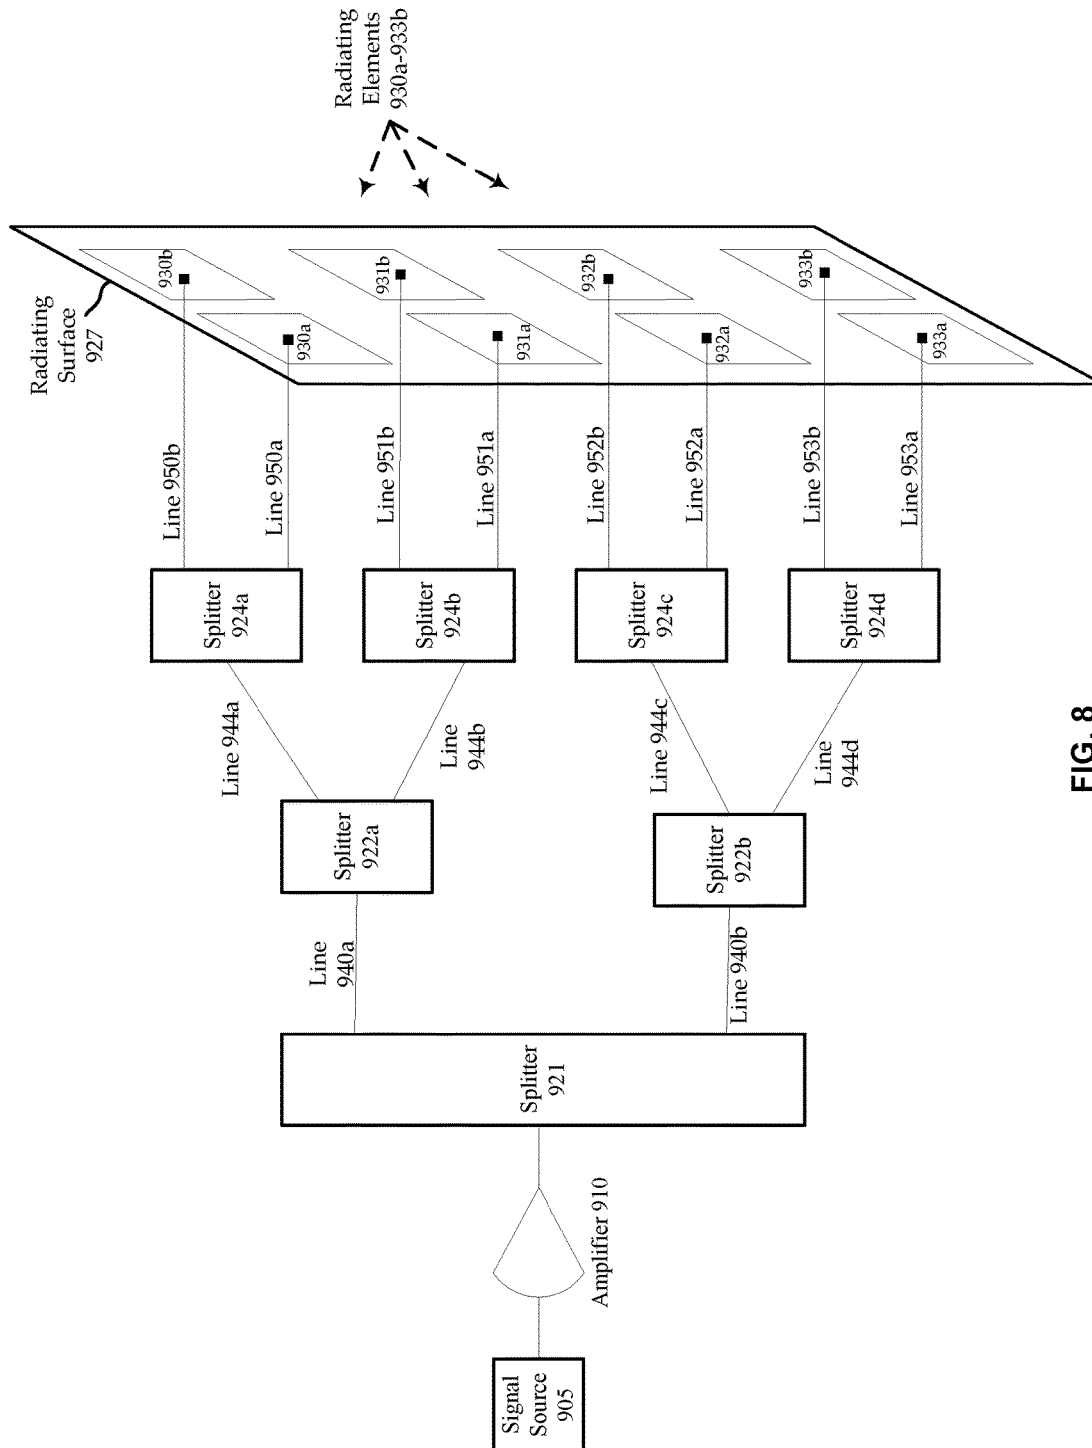 Signal
Source
905
Amplifier 910
Splitter
921
Line
940a
Line 940b
Splitter
922a
Splitter
922b
Line 944a
Line
944b
Line 944c
Line
944d
Splitter
924a
Splitter
924b
Splitter
924c
Splitter
924d
Line 950b
Line 950a
Line 951b
Line 951a
Line 952b
Line 952a
Line 953b
Line 953a
Radiating
Surface
927
930b
930a
931b
931a
932b
932a
933b
933a
Radiating
Elements
930a-933b
FIG. 8